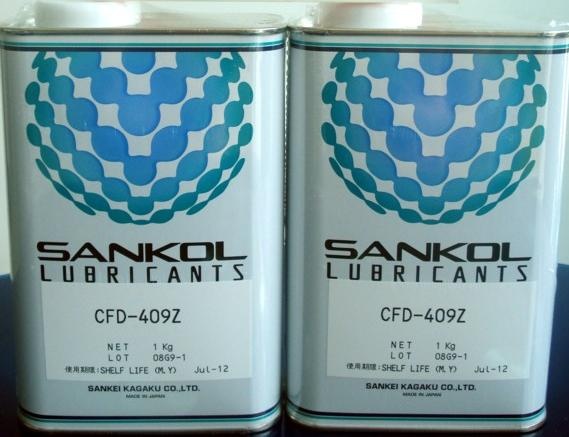 SANKOL
LUBRICANTS
CFD-409Z
NET 1 Kg
LOT 08G9-1
使用期限:SHELF LIFE (M,Y) Jul-12
SANKEI KAGAKU CO.,LTD.
MADE IN JAPAN
SANKOL
LUBRICANTS
CFD-409Z
NET 1 Kg
LOT 08G9-1
使用期限:SHELF LIFE (M,Y) Jul-12
SANKEI KAGAKU CO.,LTD.
MADE IN JAPAN